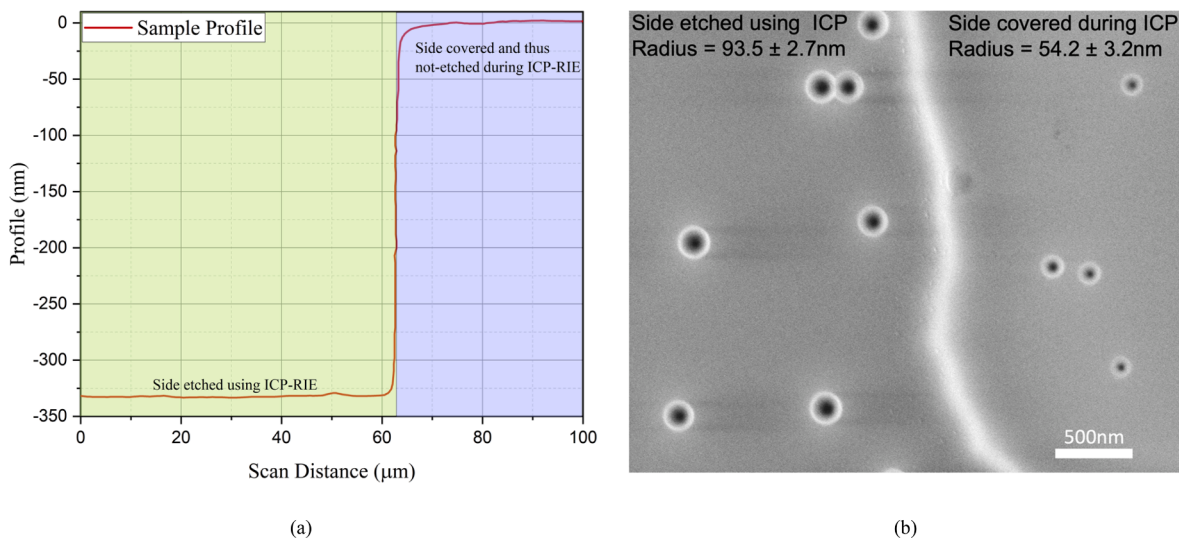 Sample Profile
Side covered and thus
not-etched during ICP-RIE
Side etched using ICP-RIE
0
-50
-100
-150
-200
-250
-300
-350
Profile (nm)
0
20
40
60
80
100
Scan Distance (μm)
(a)
Side etched using ICP
Radius = 93.5 ± 2.7nm
Side covered during ICP
Radius = 54.2 ± 3.2nm
500nm
(b)